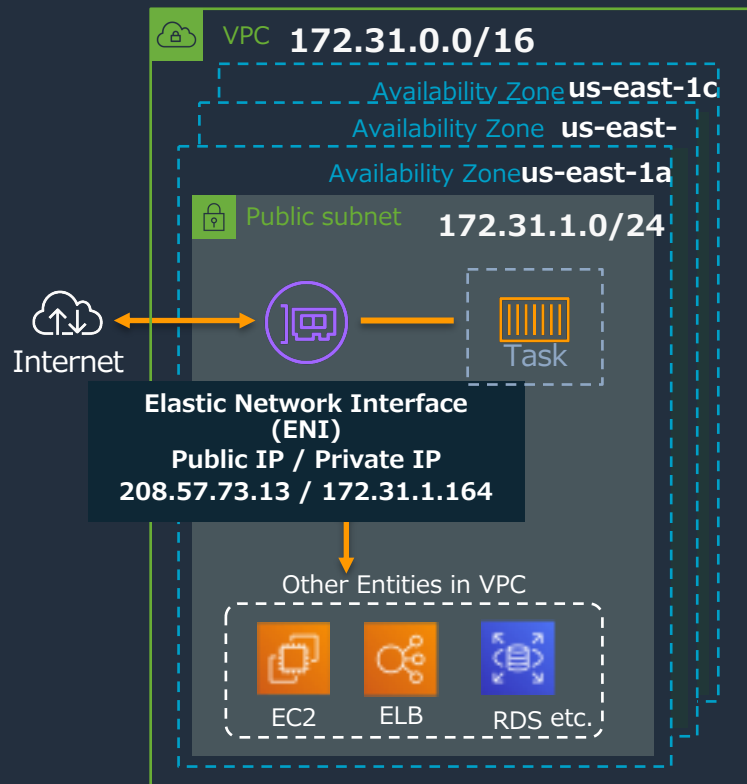 VPC 172.31.0.0/16
Availability Zone us-east-1c
Availability Zone us-east-
Availability Zone us-east-1a
Public subnet 172.31.1.0/24
Internet
Task
Elastic Network Interface
(ENI)
Public IP / Private IP
208.57.73.13 / 172.31.1.164
Other Entities in VPC
EC2 ELB RDS etc.